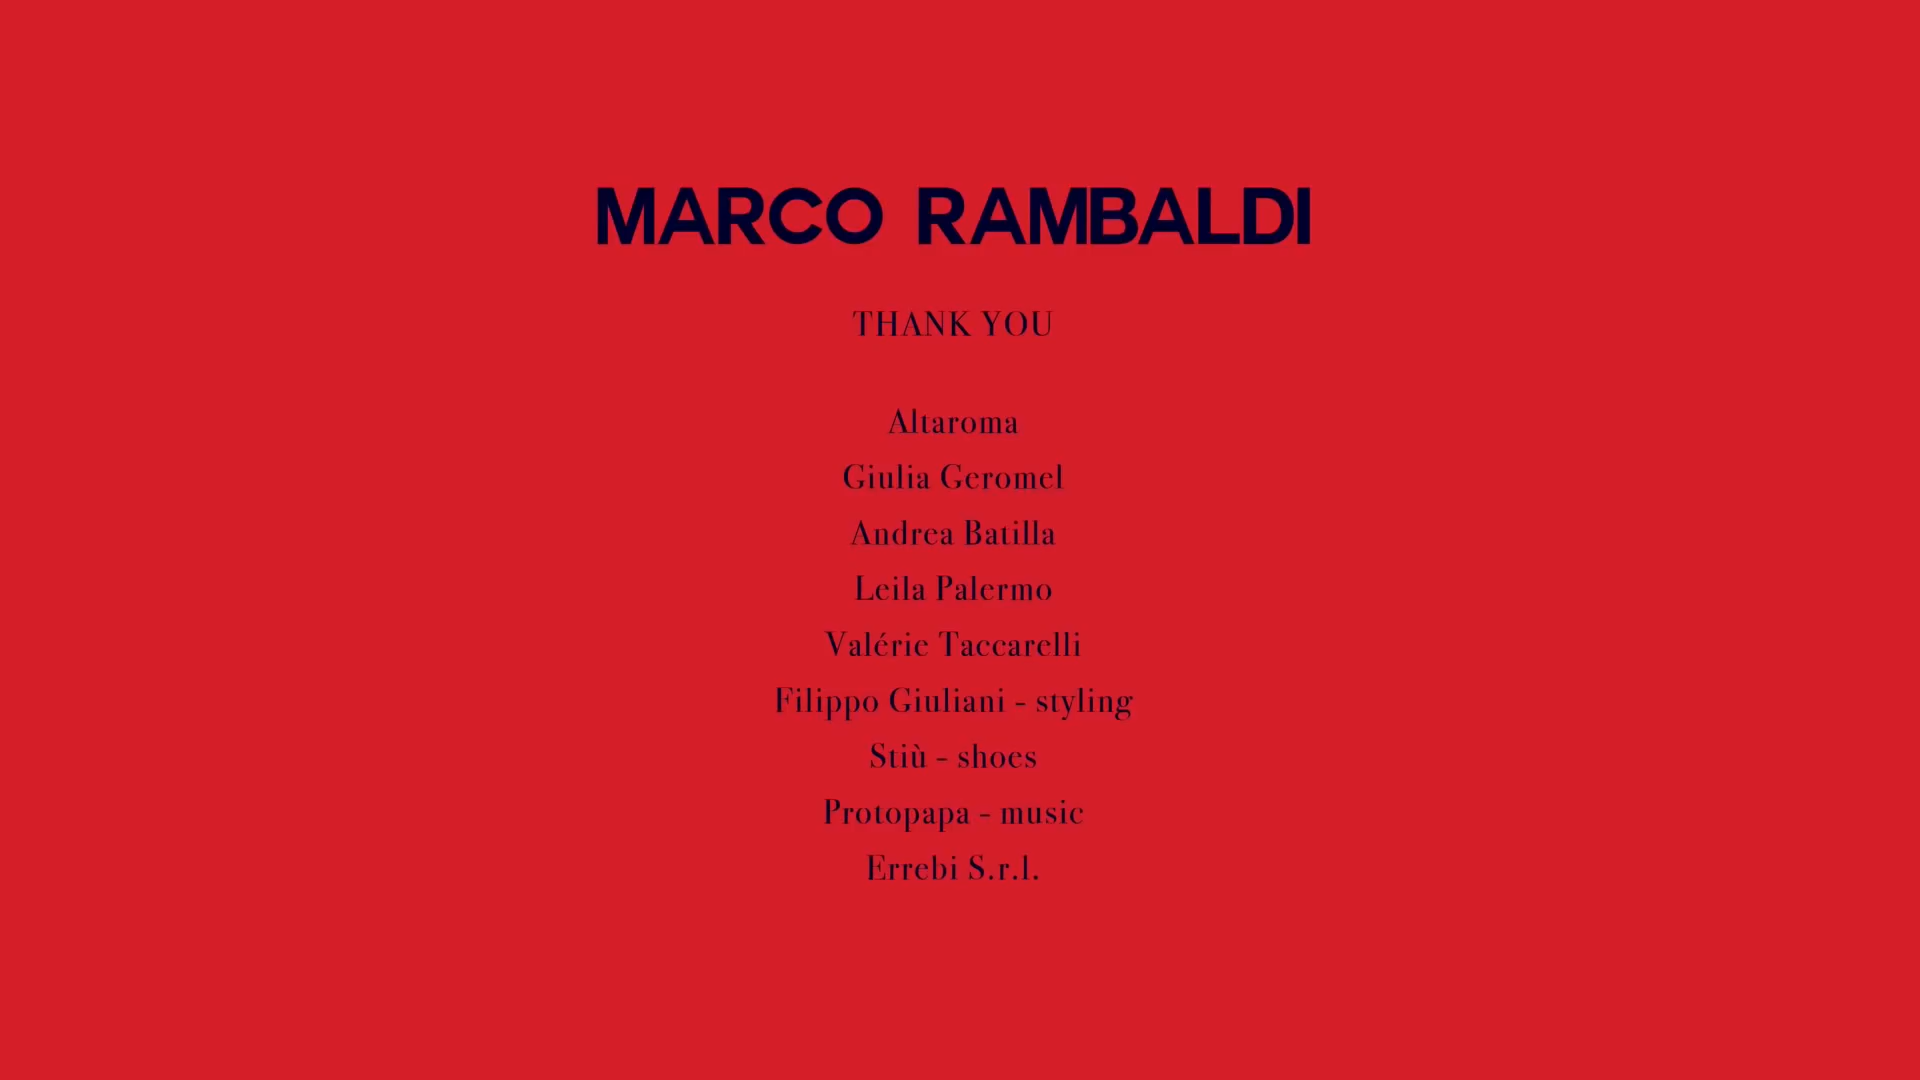 MARCO RAMBALDI
THANK YOU
Altaroma
Giulia Geromel
Andrea Batilla
Leila Palermo
Valérie Taccarelli
Filippo Giuliani - styling
Stiù - shoes
Protopapa - music
Errebi S.r.l.